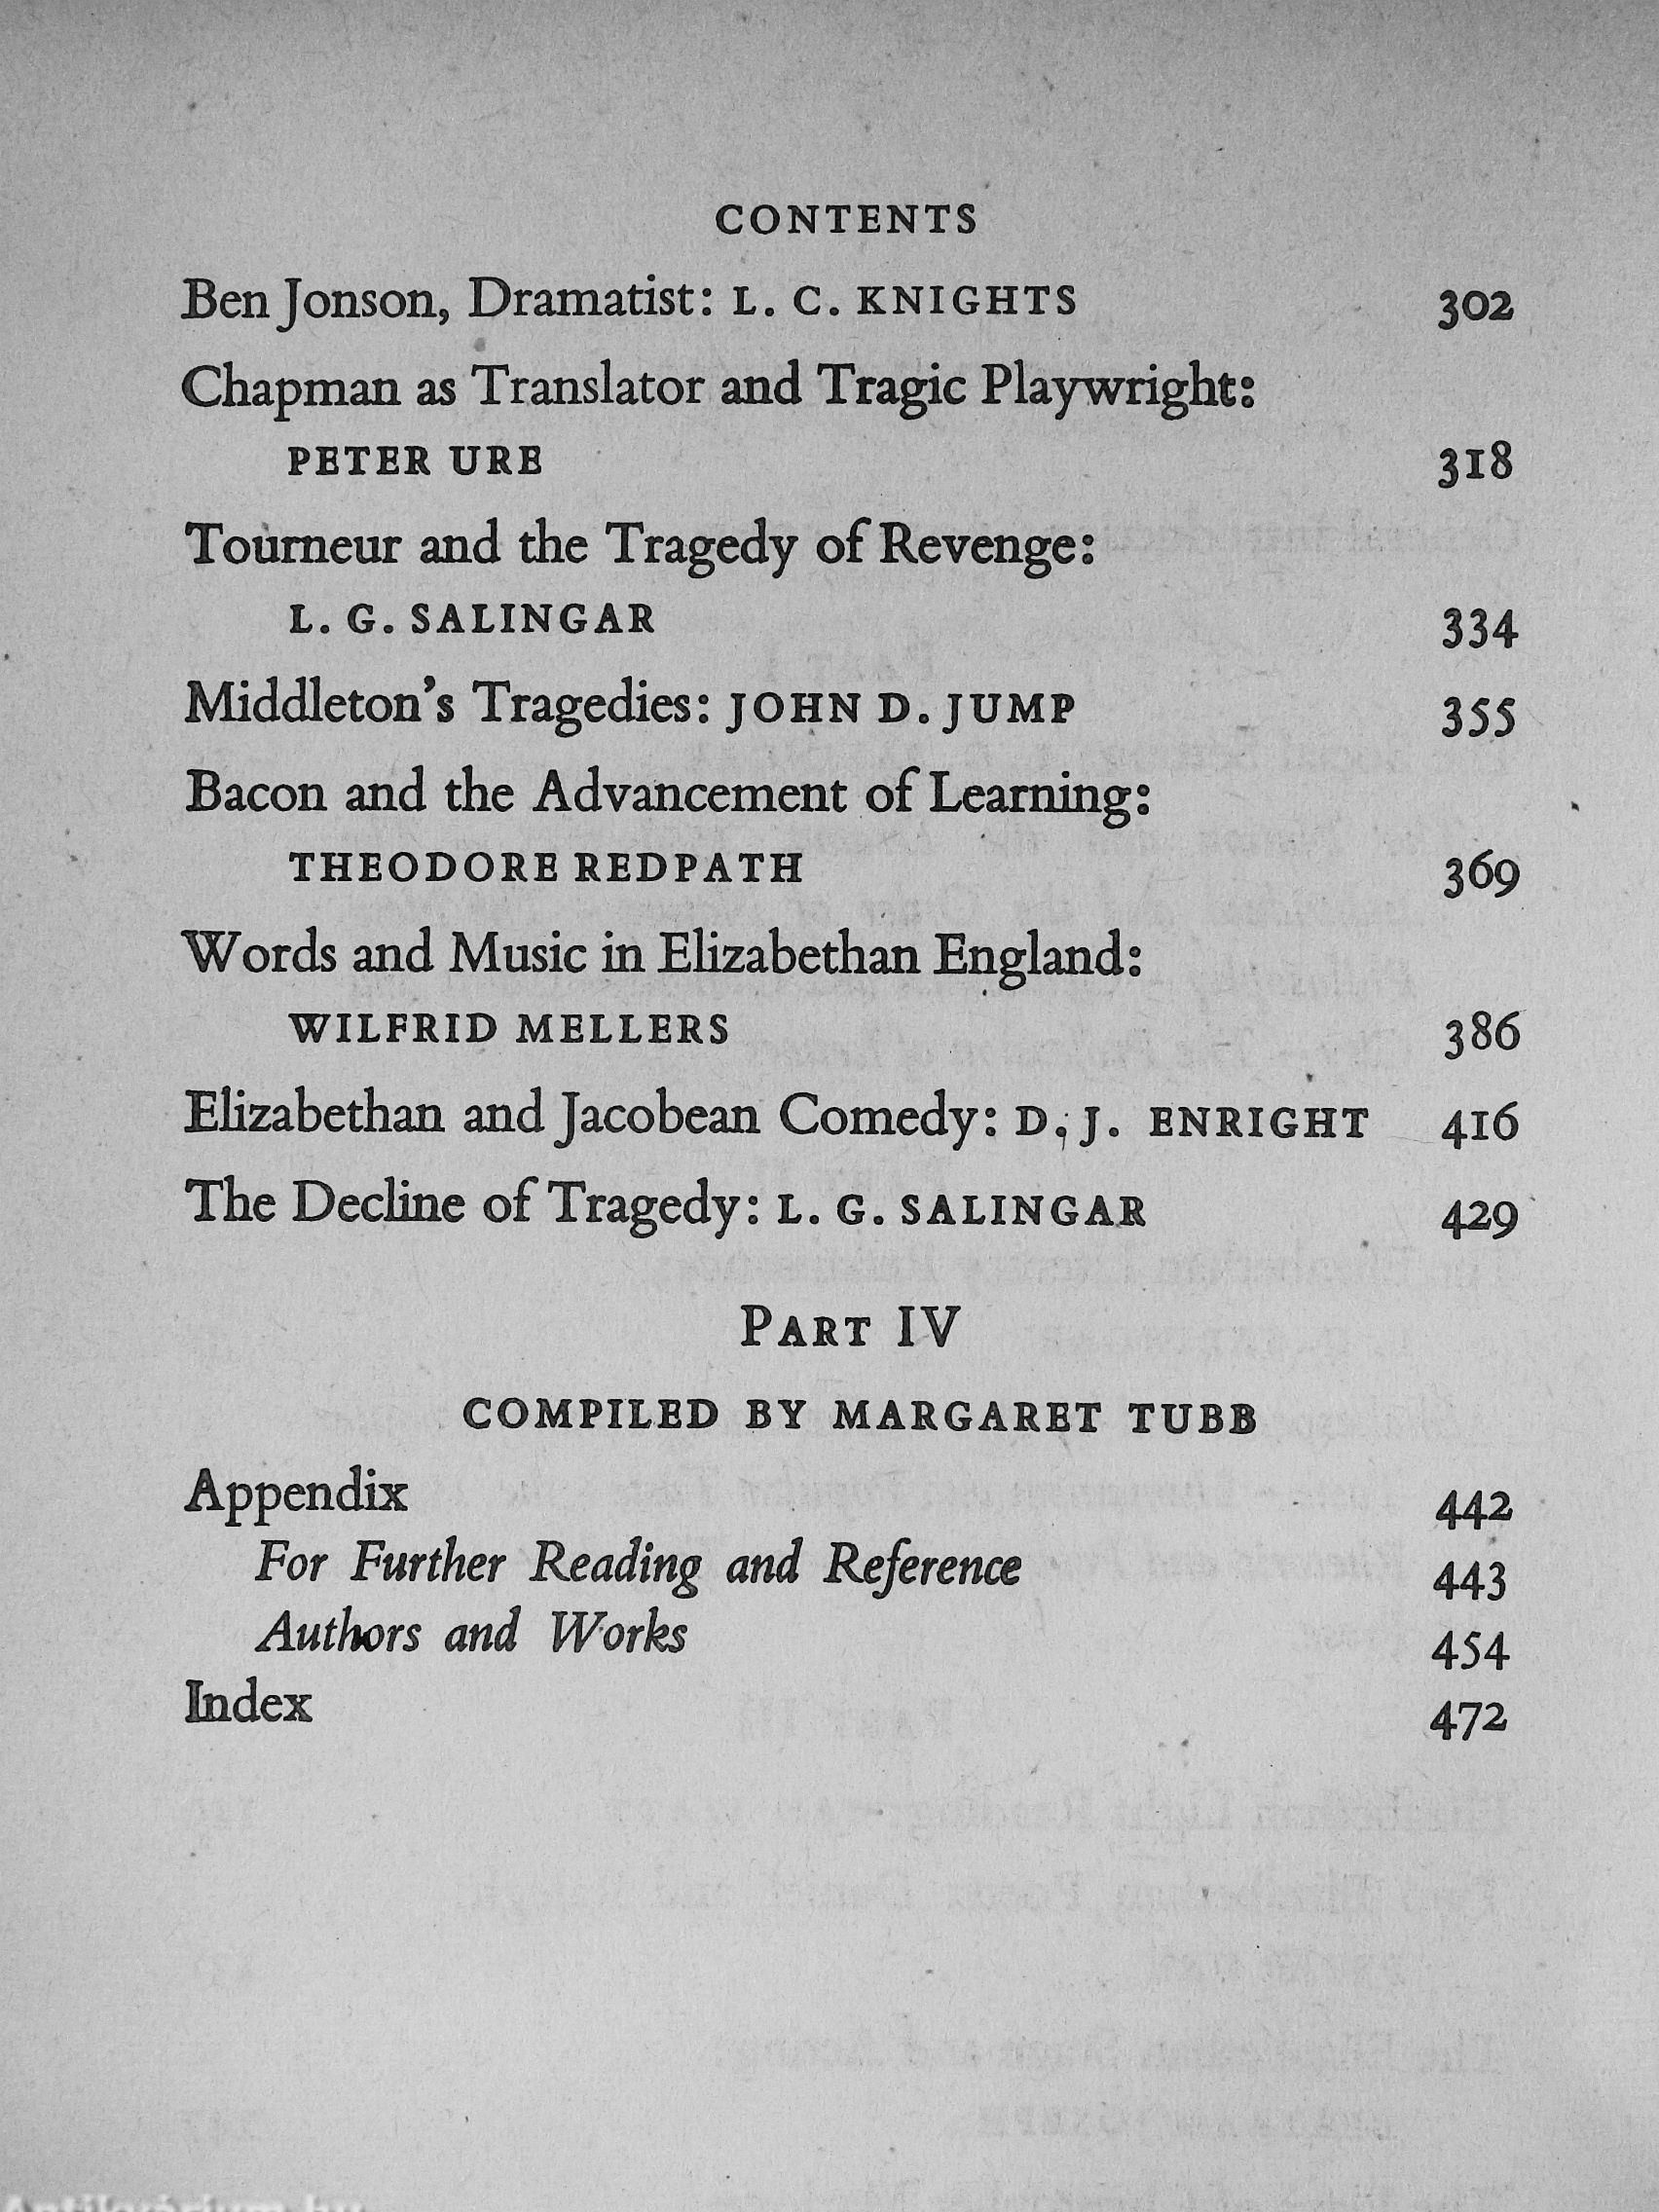 CONTENTS
Ben Jonson, Dramatist: L. C. KNIGHTS 302
Chapman as Translator and Tragic Playwright:
PETER URE 318
Tourneur and the Tragedy of Revenge:
L. G. SALINGAR 334
Middleton's Tragedies: JOHN D. JUMP 355
Bacon and the Advancement of Learning:
THEODORE REDPATH 369
Words and Music in Elizabethan England:
WILFRID MELLERS 386
Elizabethan and Jacobean Comedy: D. J. ENRIGHT 416
The Decline of Tragedy: L. G. SALINGAR 429
PART IV
COMPILED BY MARGARET TUBB
Appendix 442
For Further Reading and Reference 443
Authors and Works 454
Index 472